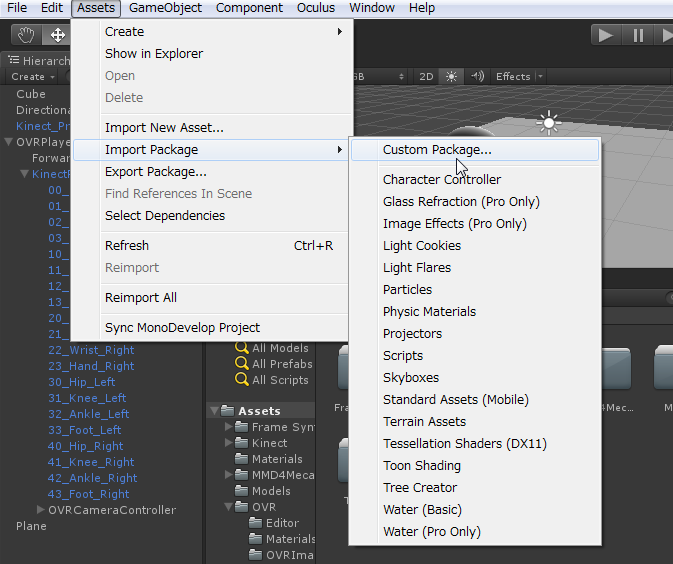 File Edit Assets GameObject Component Oculus Window Help
Hierarch
Create
Cube
Directiona
Kinect_Pr
OVRPlaye
Forwar
KinectP
00_
01_
02_
03_
10_
11_
12_
13_
20_
21_
22_Wrist_Right
23_Hand_Right
30_Hip_Left
31_Knee_Left
32_Ankle_Left
33_Foot_Left
40_Hip_Right
41_Knee_Right
42_Ankle_Right
43_Foot_Right
OVRCameraController
Plane
Create
Show in Explorer
Open
Delete
Import New Asset...
Import Package
Export Package...
Find References In Scene
Select Dependencies
Refresh Ctrl+R
Reimport
Reimport All
Sync MonoDevelop Project
GB 2D Effects
Custom Package...
Character Controller
Glass Refraction (Pro Only)
Image Effects (Pro Only)
Light Cookies
Light Flares
Particles
Physic Materials
Projectors
Scripts
Skyboxes
Standard Assets (Mobile)
Terrain Assets
Tessellation Shaders (DX11)
Toon Shading
Tree Creator
Water (Basic)
Water (Pro Only)
All Models
All Prefabs
All Scripts
Assets
Frame Syn
Kinect
Materials
MMD4Meca
Models
OVR
Editor
Materials
OVRIma
Fra
D4Mec...
Ma
T